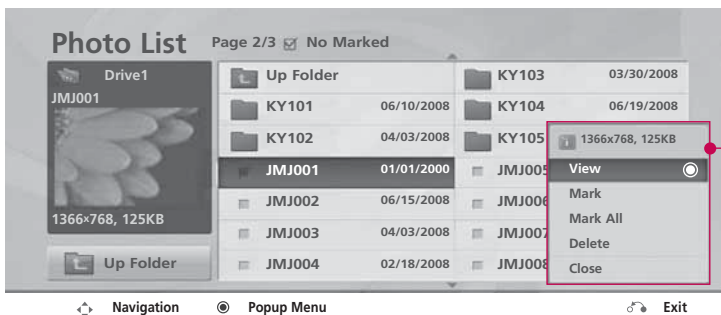 Photo List Page 2/3 No Marked
Drive1
JMJ001
1366×768, 125KB
Up Folder
Up Folder
KY101 06/10/2008
KY102 04/03/2008
JMJ001 01/01/2000
JMJ002 06/15/2008
JMJ003 04/03/2008
JMJ004 02/18/2008
KY103 03/30/2008
KY104 06/19/2008
KY105
JMJ005
JMJ006
JMJ007
JMJ008
1366x768, 125KB
View
Mark
Mark All
Delete
Close
Navigation Popup Menu Exit